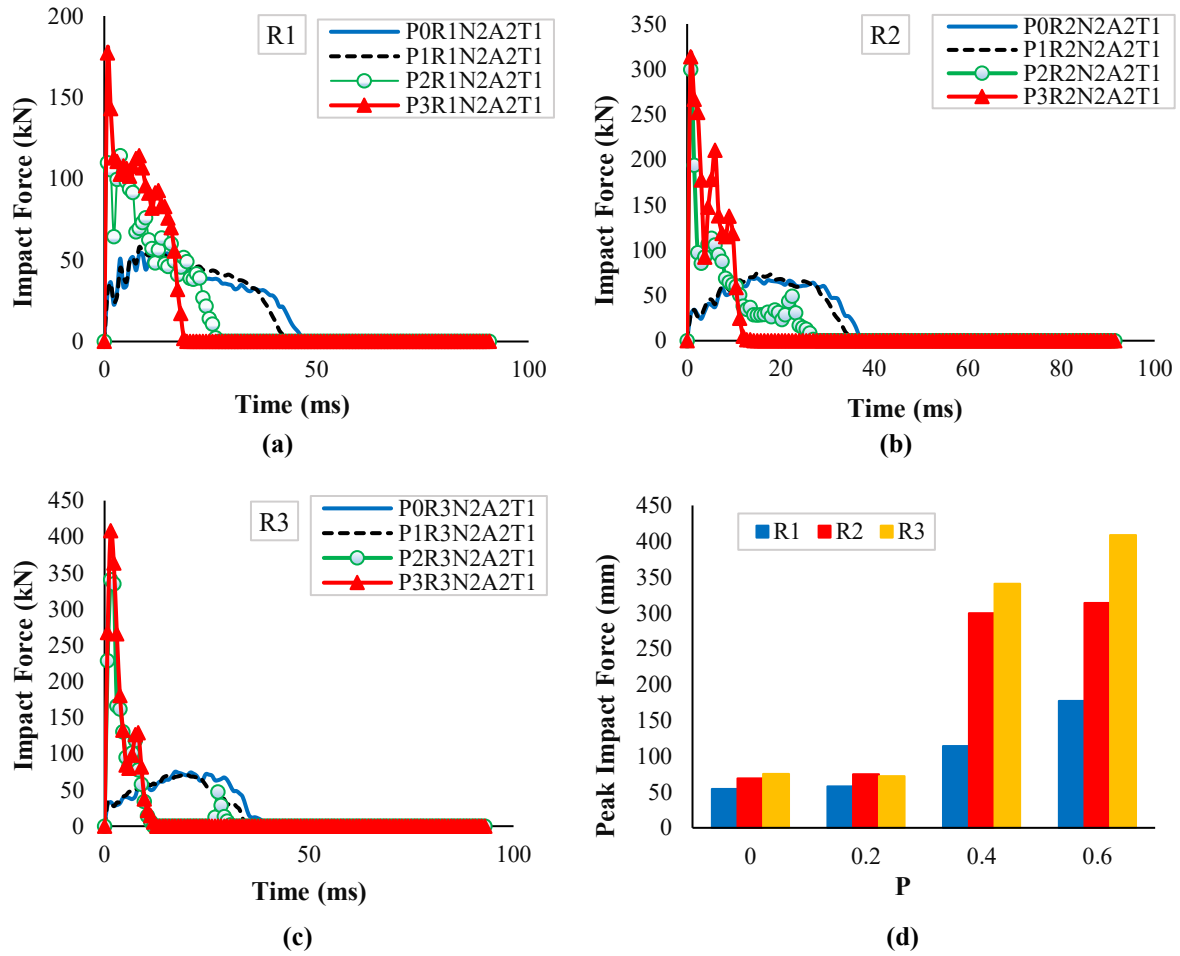 R1
P0R1N2A2T1
P1R1N2A2T1
P2R1N2A2T1
P3R1N2A2T1
Impact Force (kN)
200
150
100
50
0
0 50 100
Time (ms)
(a)
R2
P0R2N2A2T1
P1R2N2A2T1
P2R2N2A2T1
P3R2N2A2T1
Impact Force (kN)
350
300
250
200
150
100
50
0
0 20 40 60 80 100
Time (ms)
(b)
R3
P0R3N2A2T1
P1R3N2A2T1
P2R3N2A2T1
P3R3N2A2T1
Impact Force (kN)
450
400
350
300
250
200
150
100
50
0
0 50 100
Time (ms)
(c)
R1 R2 R3
Peak Impact Force (mm)
450
400
350
300
250
200
150
100
50
0
0 0.2 0.4 0.6
P
(d)